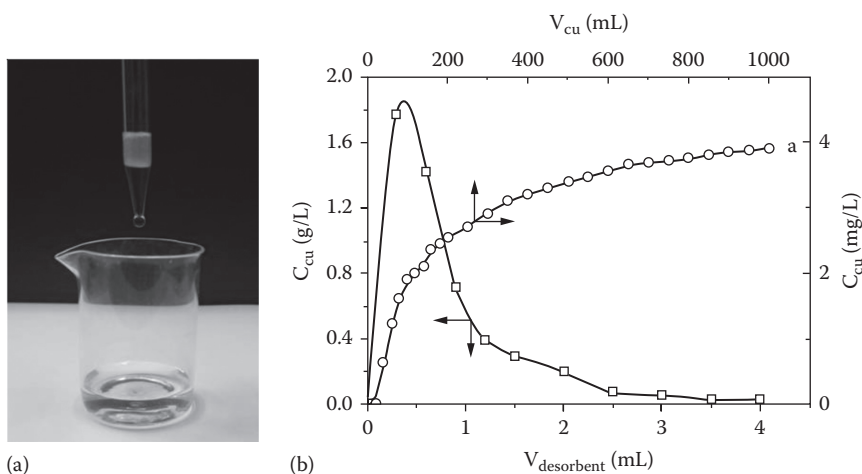 V_cu (mL)
0 200 400 600 800 1000
2.0
1.6
1.2
0.8
0.4
0.0
C_cu (g/L)
a
4
2
0
C_cu (mg/L)
0 1 2 3 4
V_desorbent (mL)
(a)
(b)